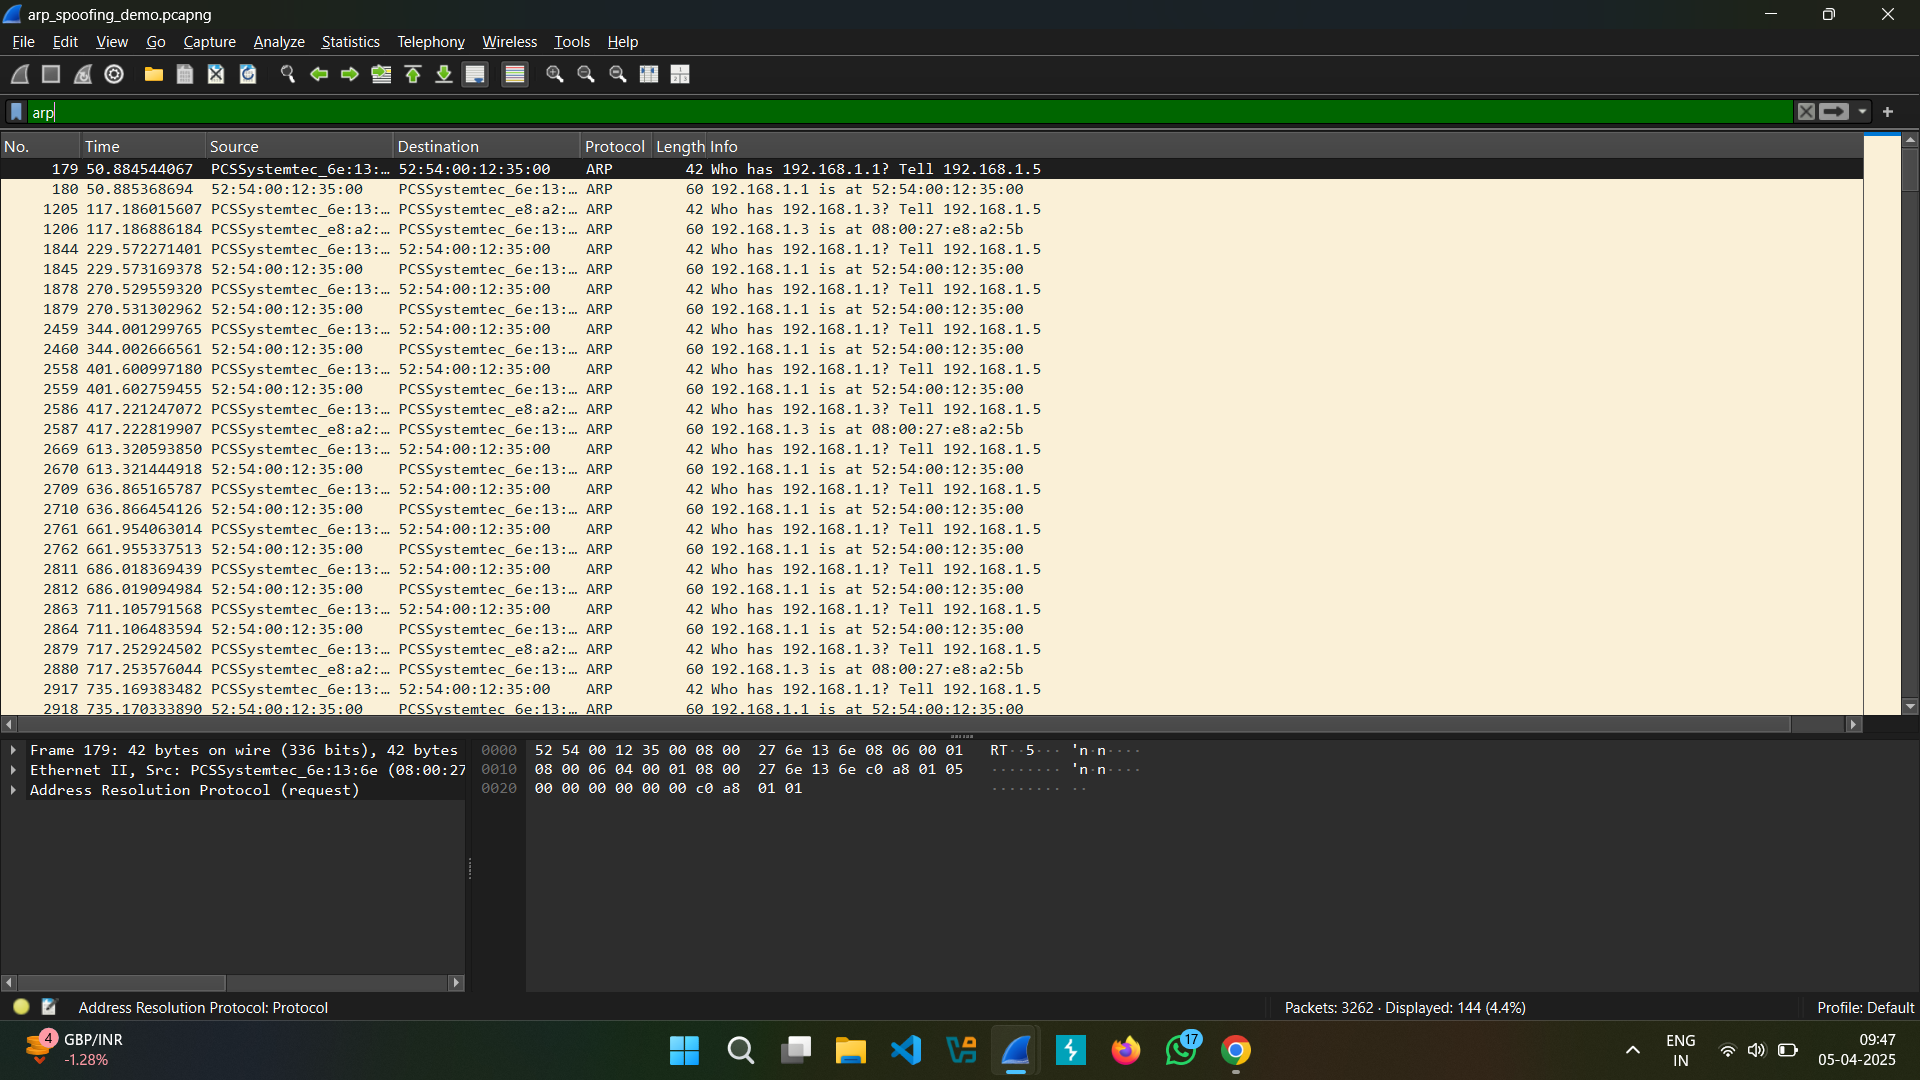 arp_spoofing_demo.pcapng
File Edit View Go Capture Analyze Statistics Telephony Wireless Tools Help
arp
No. Time Source Destination Protocol Length Info
179 50.884544067 PCSSystemtec_6e:13:… 52:54:00:12:35:00 ARP 42 Who has 192.168.1.1? Tell 192.168.1.5
180 50.885368694 52:54:00:12:35:00 PCSSystemtec_6e:13:… ARP 60 192.168.1.1 is at 52:54:00:12:35:00
1205 117.186015607 PCSSystemtec_6e:13:… PCSSystemtec_e8:a2:… ARP 42 Who has 192.168.1.3? Tell 192.168.1.5
1206 117.186886184 PCSSystemtec_e8:a2:… PCSSystemtec_6e:13:… ARP 60 192.168.1.3 is at 08:00:27:e8:a2:5b
1844 229.572271401 PCSSystemtec_6e:13:… 52:54:00:12:35:00 ARP 42 Who has 192.168.1.1? Tell 192.168.1.5
1845 229.573169378 52:54:00:12:35:00 PCSSystemtec_6e:13:… ARP 60 192.168.1.1 is at 52:54:00:12:35:00
1878 270.529559320 PCSSystemtec_6e:13:… 52:54:00:12:35:00 ARP 42 Who has 192.168.1.1? Tell 192.168.1.5
1879 270.531302962 52:54:00:12:35:00 PCSSystemtec_6e:13:… ARP 60 192.168.1.1 is at 52:54:00:12:35:00
2459 344.001299765 PCSSystemtec_6e:13:… 52:54:00:12:35:00 ARP 42 Who has 192.168.1.1? Tell 192.168.1.5
2460 344.002666561 52:54:00:12:35:00 PCSSystemtec_6e:13:… ARP 60 192.168.1.1 is at 52:54:00:12:35:00
2558 401.600997180 PCSSystemtec_6e:13:… 52:54:00:12:35:00 ARP 42 Who has 192.168.1.1? Tell 192.168.1.5
2559 401.602759455 52:54:00:12:35:00 PCSSystemtec_6e:13:… ARP 60 192.168.1.1 is at 52:54:00:12:35:00
2586 417.221247072 PCSSystemtec_6e:13:… PCSSystemtec_e8:a2:… ARP 42 Who has 192.168.1.3? Tell 192.168.1.5
2587 417.222819907 PCSSystemtec_e8:a2:… PCSSystemtec_6e:13:… ARP 60 192.168.1.3 is at 08:00:27:e8:a2:5b
2669 613.320593850 PCSSystemtec_6e:13:… 52:54:00:12:35:00 ARP 42 Who has 192.168.1.1? Tell 192.168.1.5
2670 613.321444918 52:54:00:12:35:00 PCSSystemtec_6e:13:… ARP 60 192.168.1.1 is at 52:54:00:12:35:00
2709 636.865165787 PCSSystemtec_6e:13:… 52:54:00:12:35:00 ARP 42 Who has 192.168.1.1? Tell 192.168.1.5
2710 636.866454126 52:54:00:12:35:00 PCSSystemtec_6e:13:… ARP 60 192.168.1.1 is at 52:54:00:12:35:00
2761 661.954063014 PCSSystemtec_6e:13:… 52:54:00:12:35:00 ARP 42 Who has 192.168.1.1? Tell 192.168.1.5
2762 661.955337513 52:54:00:12:35:00 PCSSystemtec_6e:13:… ARP 60 192.168.1.1 is at 52:54:00:12:35:00
2811 686.018369439 PCSSystemtec_6e:13:… 52:54:00:12:35:00 ARP 42 Who has 192.168.1.1? Tell 192.168.1.5
2812 686.019094984 52:54:00:12:35:00 PCSSystemtec_6e:13:… ARP 60 192.168.1.1 is at 52:54:00:12:35:00
2863 711.105791568 PCSSystemtec_6e:13:… 52:54:00:12:35:00 ARP 42 Who has 192.168.1.1? Tell 192.168.1.5
2864 711.106483594 52:54:00:12:35:00 PCSSystemtec_6e:13:… ARP 60 192.168.1.1 is at 52:54:00:12:35:00
2879 717.252924502 PCSSystemtec_6e:13:… PCSSystemtec_e8:a2:… ARP 42 Who has 192.168.1.3? Tell 192.168.1.5
2880 717.253576044 PCSSystemtec_e8:a2:… PCSSystemtec_6e:13:… ARP 60 192.168.1.3 is at 08:00:27:e8:a2:5b
2917 735.169383482 PCSSystemtec_6e:13:… 52:54:00:12:35:00 ARP 42 Who has 192.168.1.1? Tell 192.168.1.5
2918 735.170333890 52:54:00:12:35:00 PCSSystemtec_6e:13:… ARP 60 192.168.1.1 is at 52:54:00:12:35:00
Frame 179: 42 bytes on wire (336 bits), 42 bytes
Ethernet II, Src: PCSSystemtec_6e:13:6e (08:00:27
Address Resolution Protocol (request)
0000 52 54 00 12 35 00 08 00 27 6e 13 6e 08 06 00 01 RT··5··· 'n·n····
0010 08 00 06 04 00 01 08 00 27 6e 13 6e c0 a8 01 05 ········ 'n·n····
0020 00 00 00 00 00 00 c0 a8 01 01 ········ ··
Address Resolution Protocol: Protocol
Packets: 3262 · Displayed: 144 (4.4%)
Profile: Default
4
GBP/INR
-1.28%
17
ENG
IN
09:47
05-04-2025